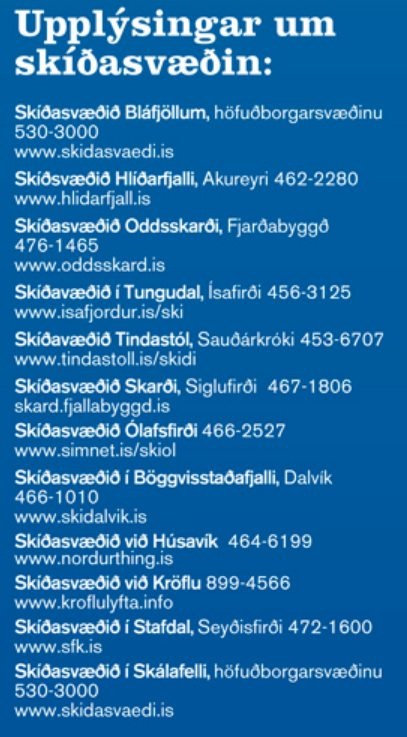 Upplýsingar um
skíðasvæðin:
Skíðasvæðið Bláfjöllum, höfuðborgarsvæðinu
530-3000
www.skidasvaedi.is
Skíðsvæðið Hlíðarfjalli, Akureyri 462-2280
www.hlidarfjall.is
Skíðasvæðið Oddsskarði, Fjarðabyggð
476-1465
www.oddsskard.is
Skíðavæðið í Tungudal, Ísafirði 456-3125
www.isafjordur.is/ski
Skíðavæðið Tindastól, Sauðárkróki 453-6707
www.tindastoll.is/skidi
Skíðasvæðið Skarði, Siglufirði 467-1806
skard.fjallabyggd.is
Skíðasvæðið Ólafsfirði 466-2527
www.simnet.is/skiol
Skíðasvæðið í Böggvisstaðafjalli, Dalvík
466-1010
www.skidalvik.is
Skíðasvæðið við Húsavík 464-6199
www.nordurthing.is
Skíðasvæðið við Kröflu 899-4566
www.kroflulyfta.info
Skíðasvæðið í Stafdal, Seyðisfirði 472-1600
www.sfk.is
Skíðasvæðið í Skálafelli, höfuðborgarsvæðinu
530-3000
www.skidasvaedi.is